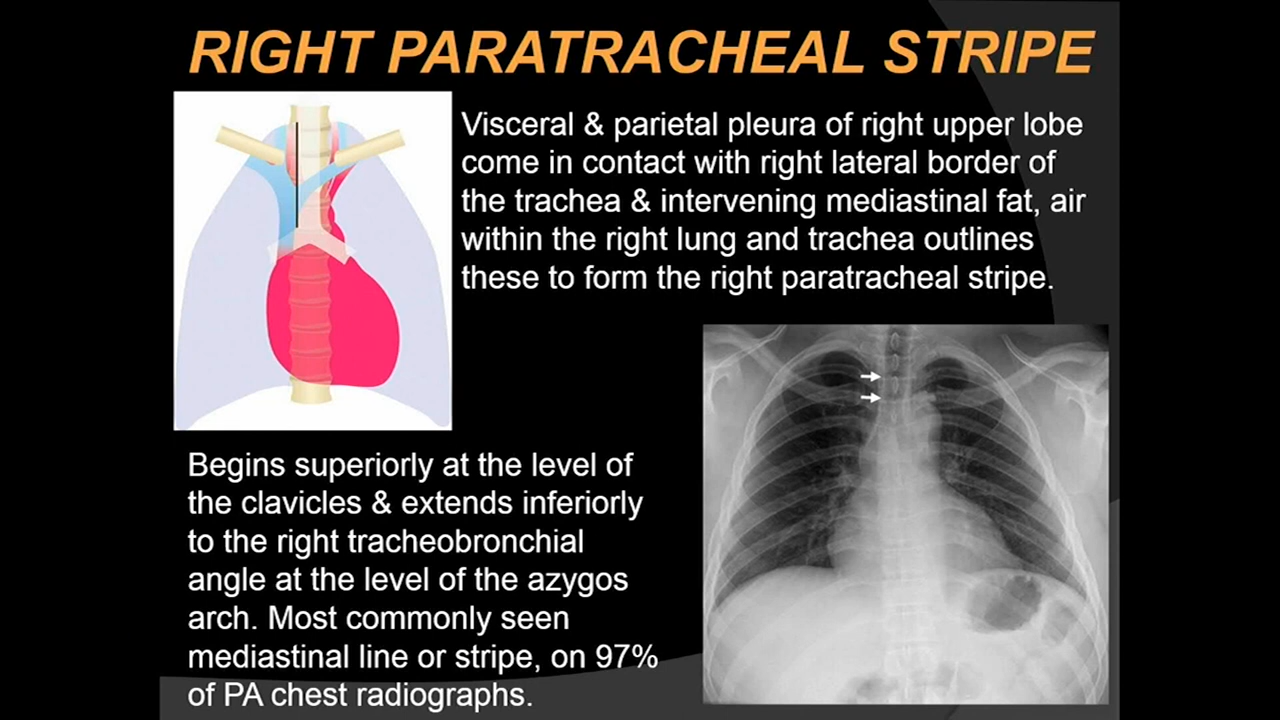 RIGHT PARATRACHEAL STRIPE
Visceral & parietal pleura of right upper lobe
come in contact with right lateral border of
the trachea & intervening mediastinal fat, air
within the right lung and trachea outlines
these to form the right paratracheal stripe.
Begins superiorly at the level of
the clavicles & extends inferiorly
to the right tracheobronchial
angle at the level of the azygos
arch. Most commonly seen
mediastinal line or stripe, on 97%
of PA chest radiographs.